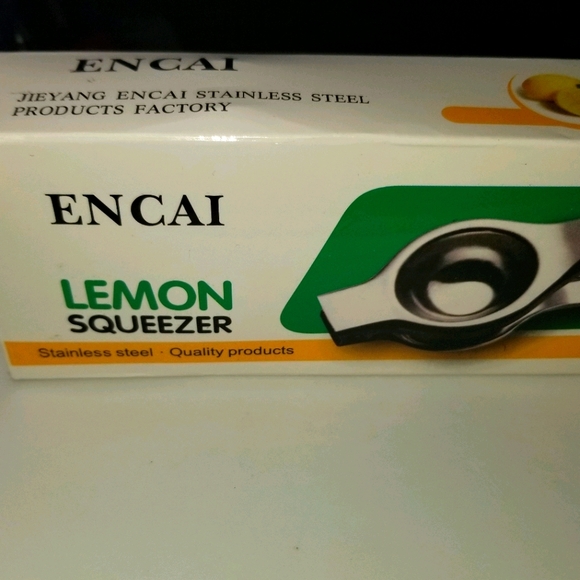 ENCAI
JIEYANG ENCAI STAINLESS STEEL
PRODUCTS FACTORY
ENCAI
LEMON
SQUEEZER
Stainless steel · Quality products